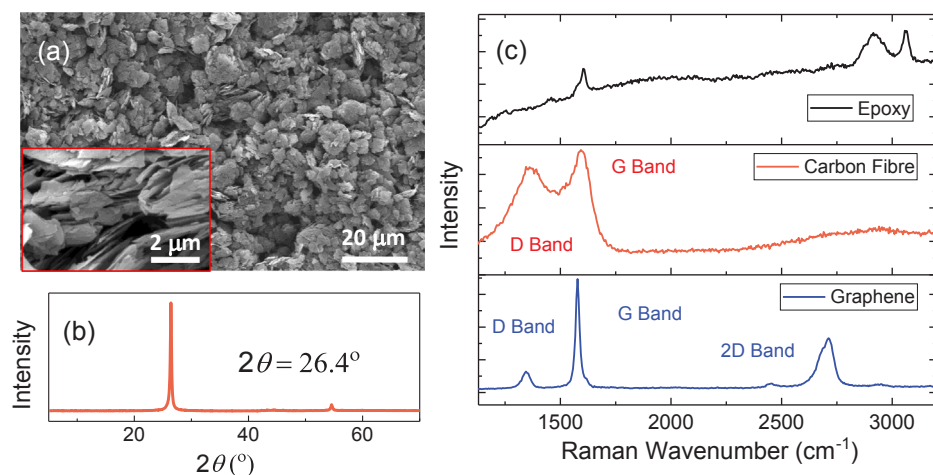 (a)
2 µm
20 µm
(b)
2θ = 26.4°
Intensity
20
40
60
2θ (°)
(c)
Epoxy
G Band
Carbon Fibre
D Band
Intensity
D Band
G Band
Graphene
2D Band
1500
2000
2500
3000
Raman Wavenumber (cm⁻¹)